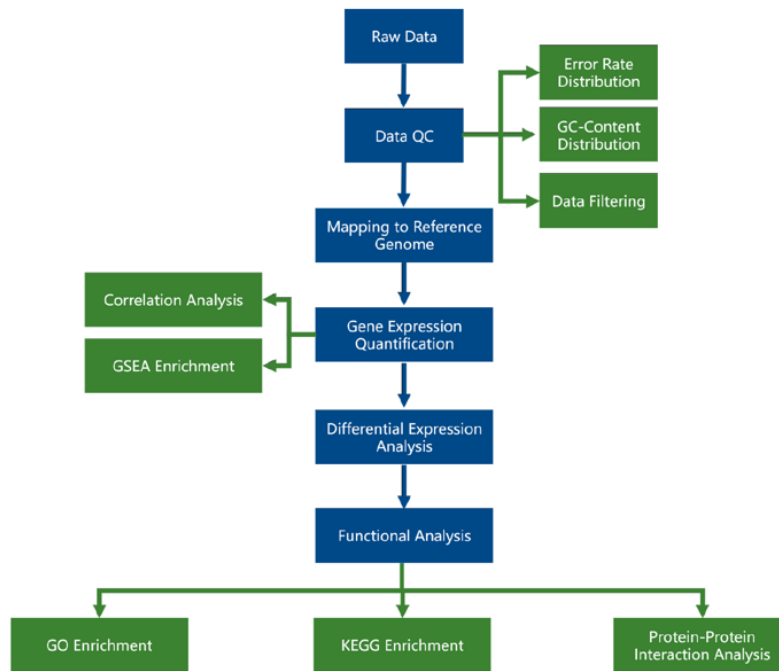 Raw Data
Error Rate
Distribution
Data QC
GC-Content
Distribution
Data Filtering
Mapping to Reference
Genome
Correlation Analysis
Gene Expression
Quantification
GSEA Enrichment
Differential Expression
Analysis
Functional Analysis
GO Enrichment
KEGG Enrichment
Protein-Protein
Interaction Analysis